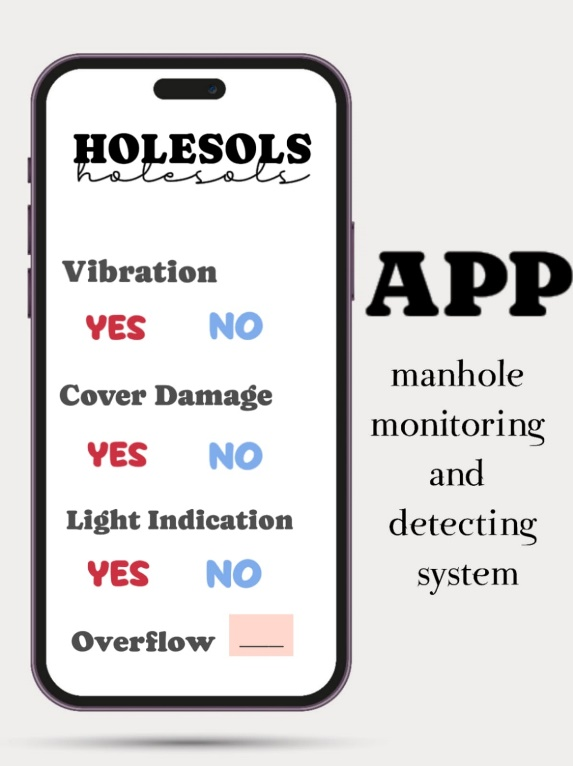 HOLESOLS
holesols
Vibration
YES NO
Cover Damage
YES NO
Light Indication
YES NO
Overflow ___
APP
manhole
monitoring
and
detecting
system